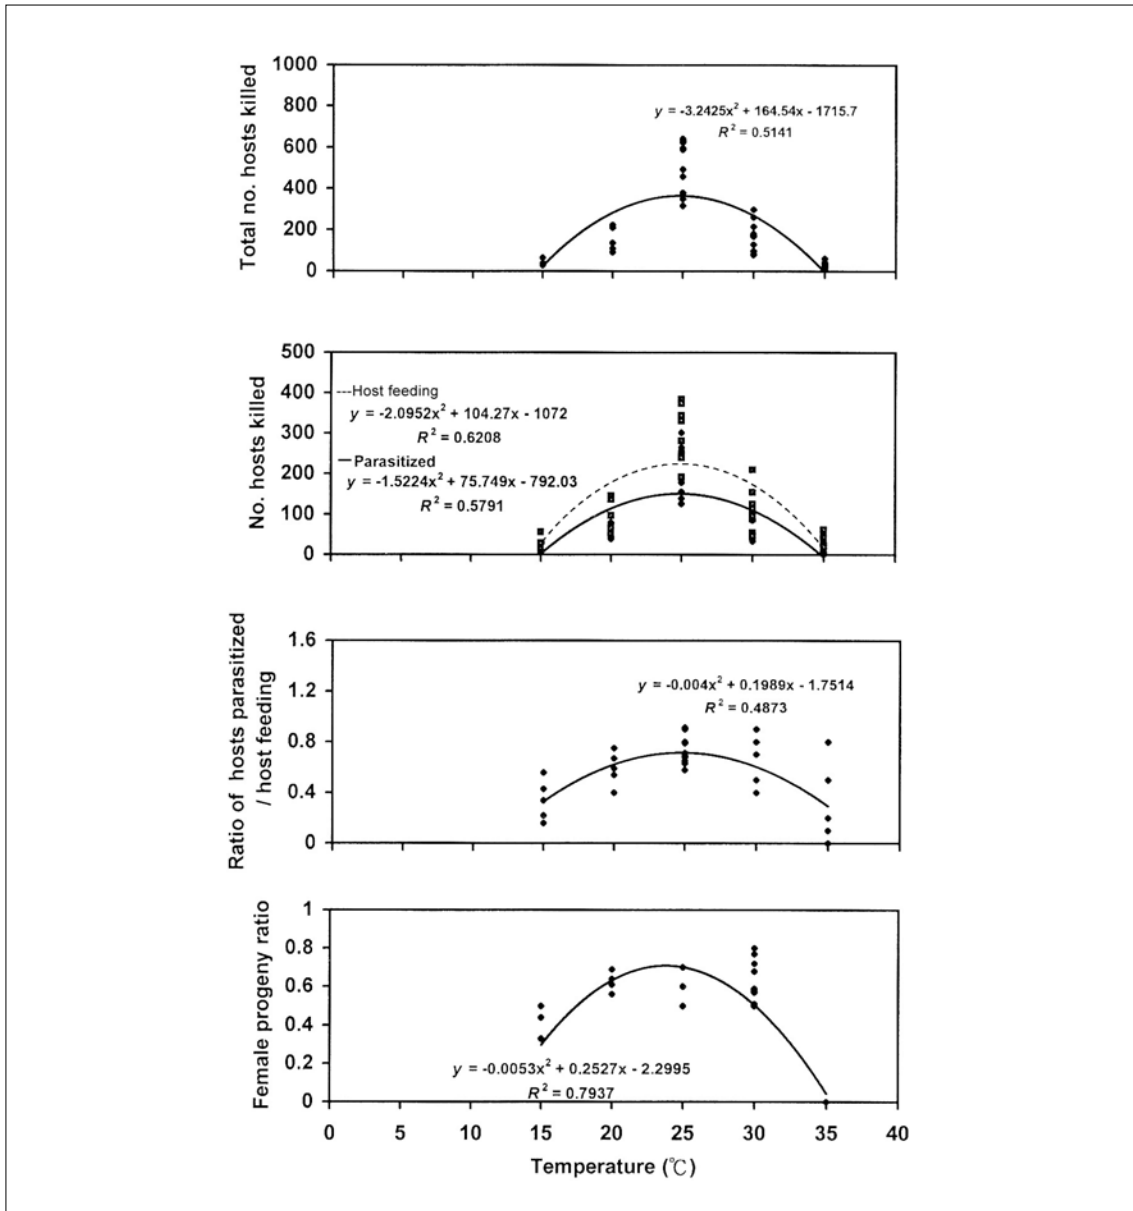 Total no. hosts killed
1000
800
600
400
200
0
y = -3.2425x² + 164.54x - 1715.7
R² = 0.5141
No. hosts killed
500
400
300
200
100
0
---Host feeding
y = -2.0952x² + 104.27x - 1072
R² = 0.6208
— Parasitized
y = -1.5224x² + 75.749x - 792.03
R² = 0.5791
Ratio of hosts parasitized
/ host feeding
1.6
1.2
0.8
0.4
0
y = -0.004x² + 0.1989x - 1.7514
R² = 0.4873
Female progeny ratio
1
0.8
0.6
0.4
0.2
0
y = -0.0053x² + 0.2527x - 2.2995
R² = 0.7937
0 5 10 15 20 25 30 35 40
Temperature (℃)